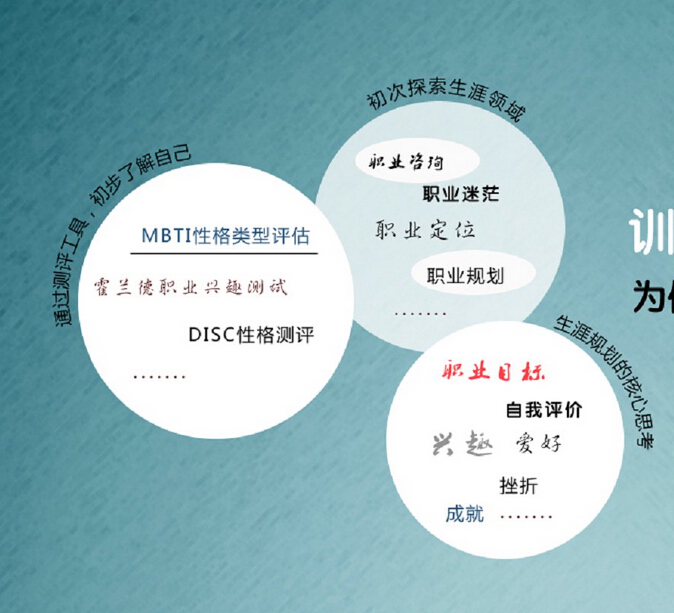 通过测评工具，初步了解自己
MBTI性格类型评估
霍兰德职业兴趣测试
DISC性格测评
.......
初次探索生涯领域
职业咨询
职业迷茫
职业定位
职业规划
.......
生涯规划的核心思考
职业目标
自我评价
兴趣 爱好
挫折
成就 .......
训
为